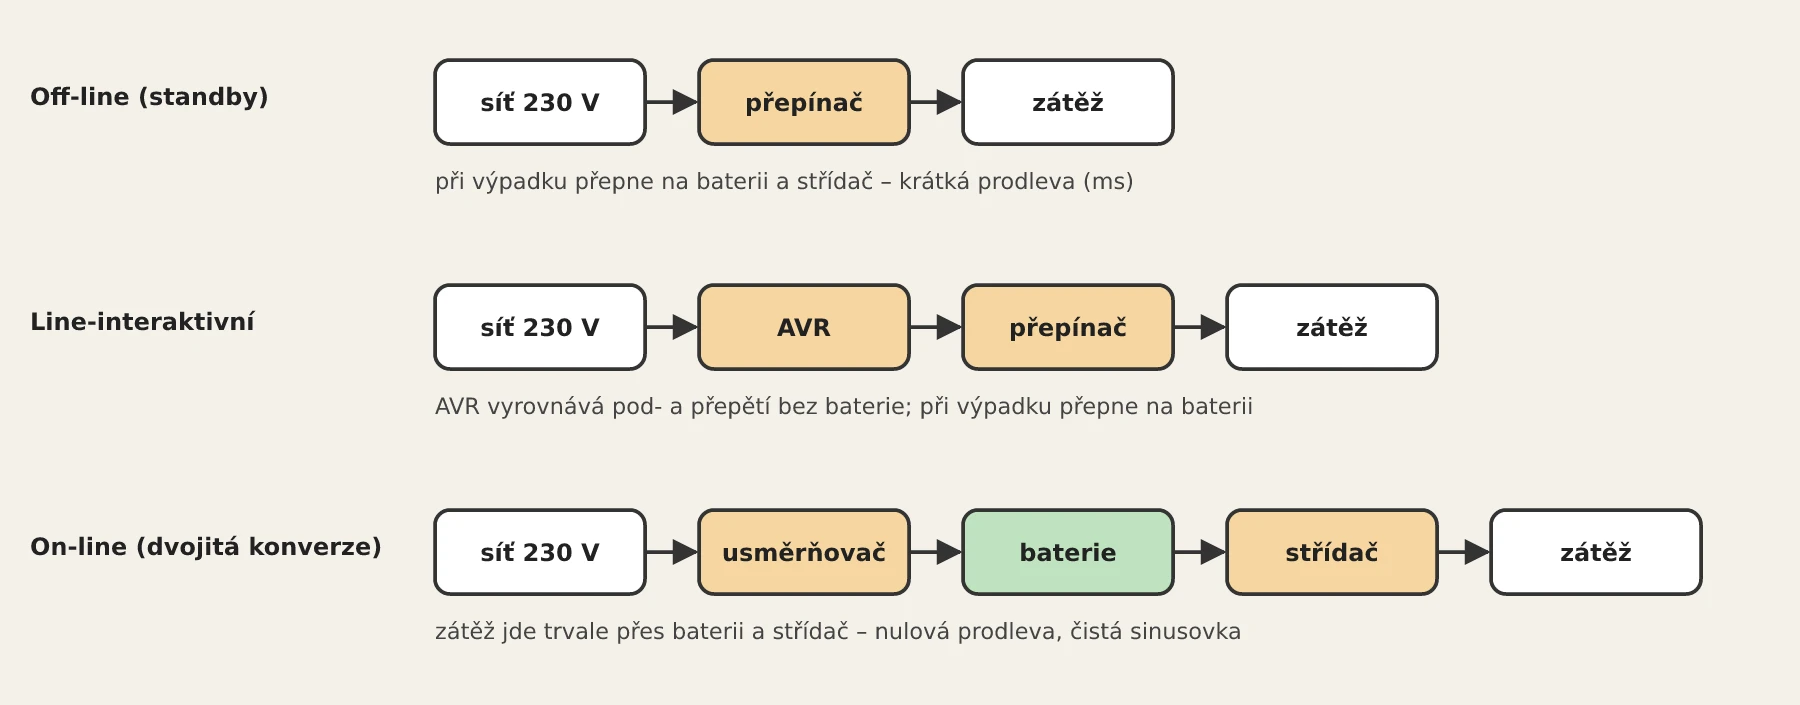 Off-line (standby)
síť 230 V
přepínač
zátěž
při výpadku přepne na baterii a střídač – krátká prodleva (ms)
Line-interaktivní
síť 230 V
AVR
přepínač
zátěž
AVR vyrovnává pod- a přepětí bez baterie; při výpadku přepne na baterii
On-line (dvojitá konverze)
síť 230 V
usměrňovač
baterie
střídač
zátěž
zátěž jde trvale přes baterii a střídač – nulová prodleva, čistá sinusovka